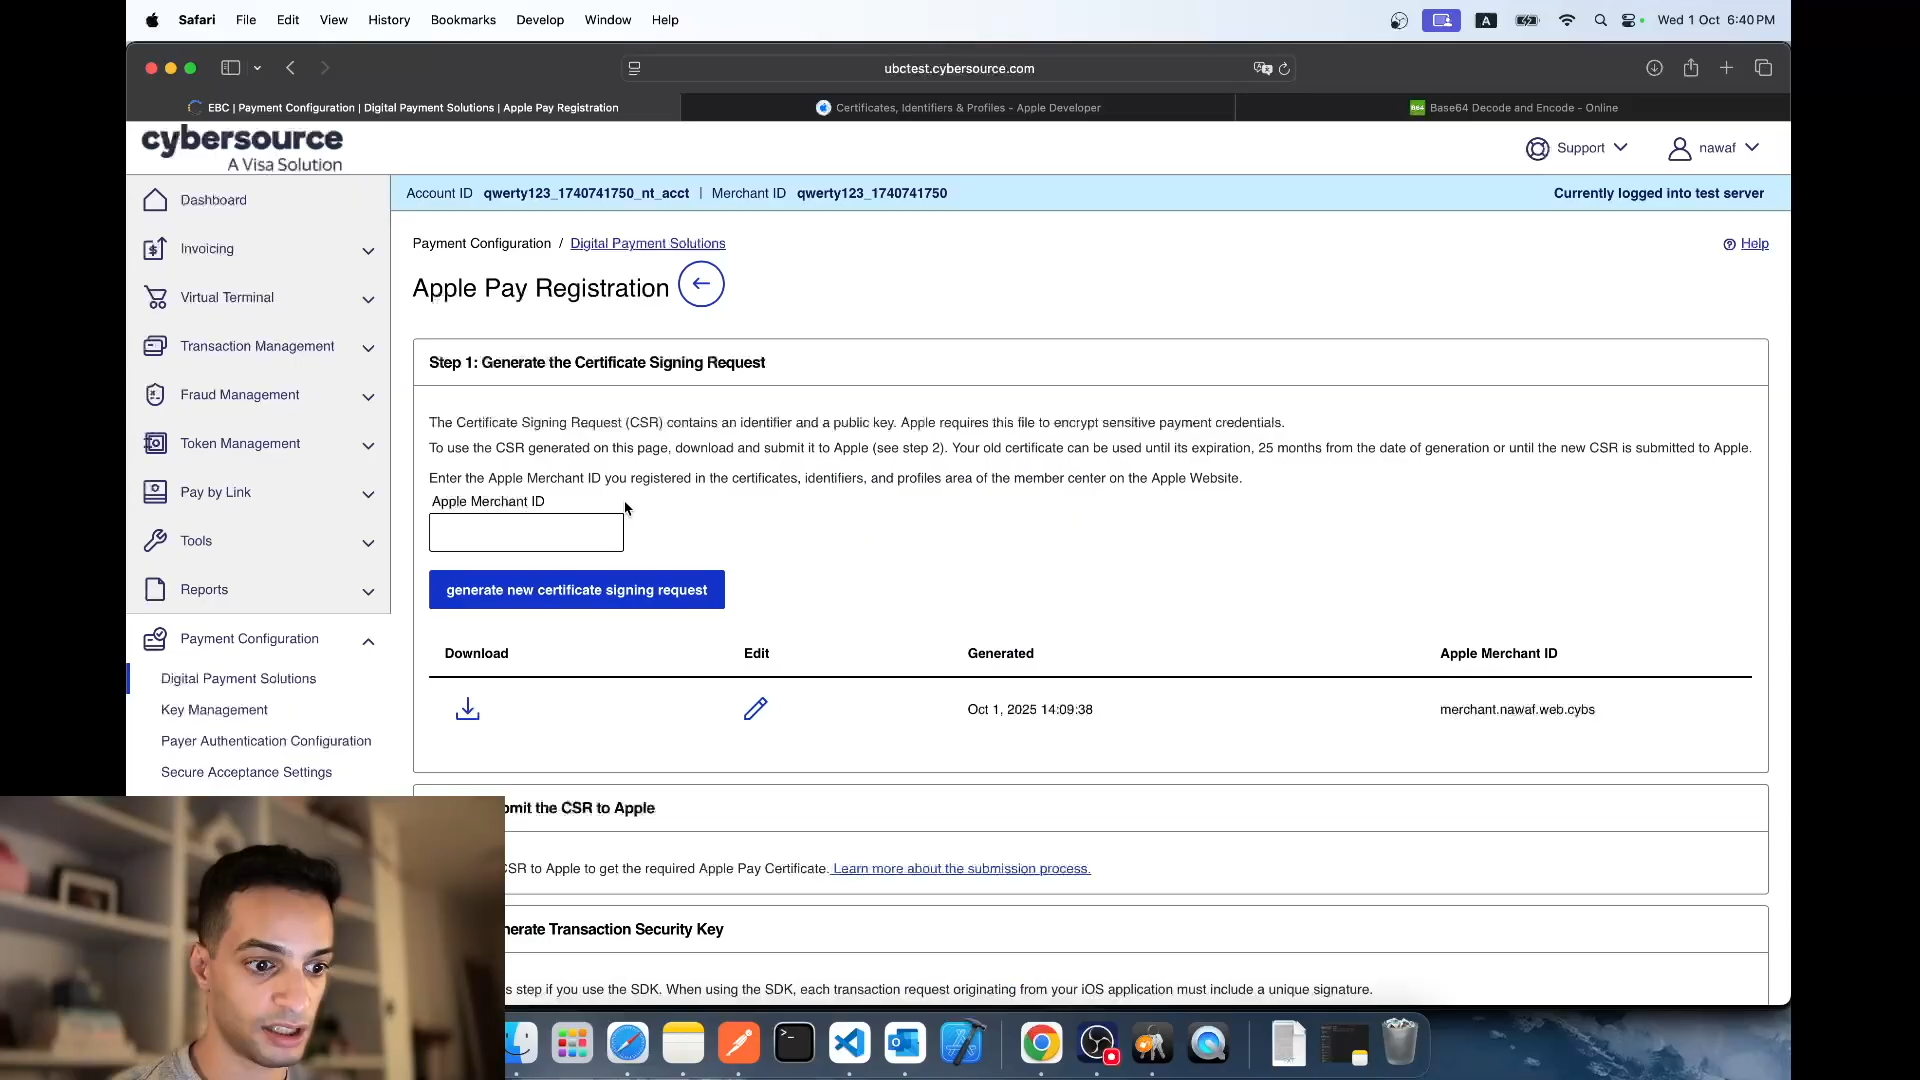 Safari File Edit View History Bookmarks Develop Window Help
A
Wed 1 Oct 6:40 PM
ubctest.cybersource.com
EBC | Payment Configuration | Digital Payment Solutions | Apple Pay Registration
Certificates, Identifiers & Profiles - Apple Developer
Base64 Decode and Encode - Online
cybersource
A Visa Solution
Support
nawaf
Account ID qwerty123_1740741750_nt_acct | Merchant ID qwerty123_1740741750
Currently logged into test server
Dashboard
Invoicing
Virtual Terminal
Transaction Management
Fraud Management
Token Management
Pay by Link
Tools
Reports
Payment Configuration
Digital Payment Solutions
Key Management
Payer Authentication Configuration
Secure Acceptance Settings
Payment Configuration / Digital Payment Solutions
Help
Apple Pay Registration
Step 1: Generate the Certificate Signing Request
The Certificate Signing Request (CSR) contains an identifier and a public key. Apple requires this file to encrypt sensitive payment credentials.
To use the CSR generated on this page, download and submit it to Apple (see step 2). Your old certificate can be used until its expiration, 25 months from the date of generation or until the new CSR is submitted to Apple.
Enter the Apple Merchant ID you registered in the certificates, identifiers, and profiles area of the member center on the Apple Website.
Apple Merchant ID
generate new certificate signing request
Download Edit Generated Apple Merchant ID
Oct 1, 2025 14:09:38 merchant.nawaf.web.cybs
bmit the CSR to Apple
CSR to Apple to get the required Apple Pay Certificate. Learn more about the submission process.
nerate Transaction Security Key
s step if you use the SDK. When using the SDK, each transaction request originating from your iOS application must include a unique signature.